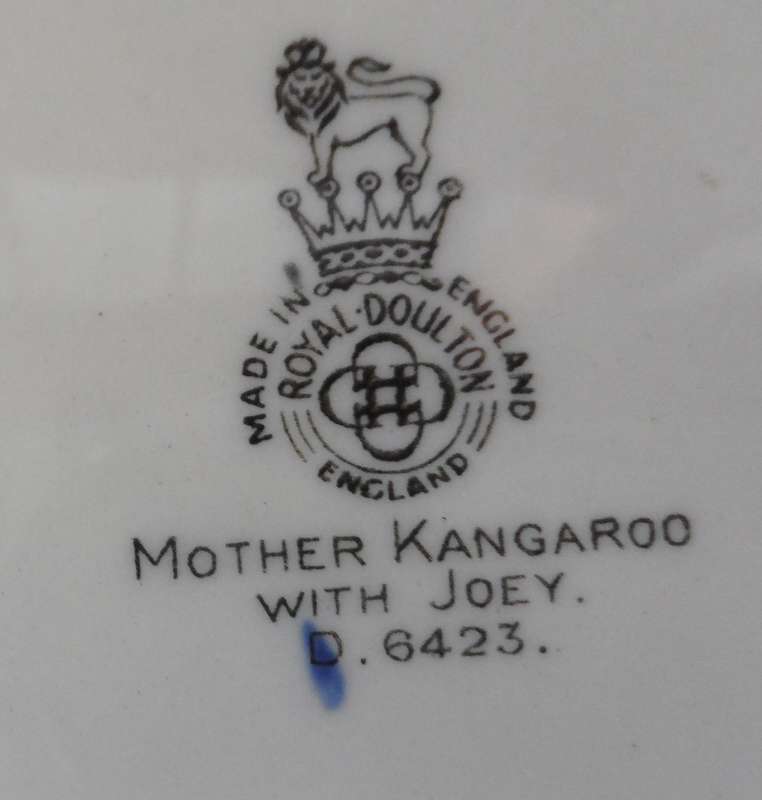 MADE IN ENGLAND
ROYAL·DOULTON
ENGLAND
MOTHER KANGAROO
WITH JOEY.
D. 6423.